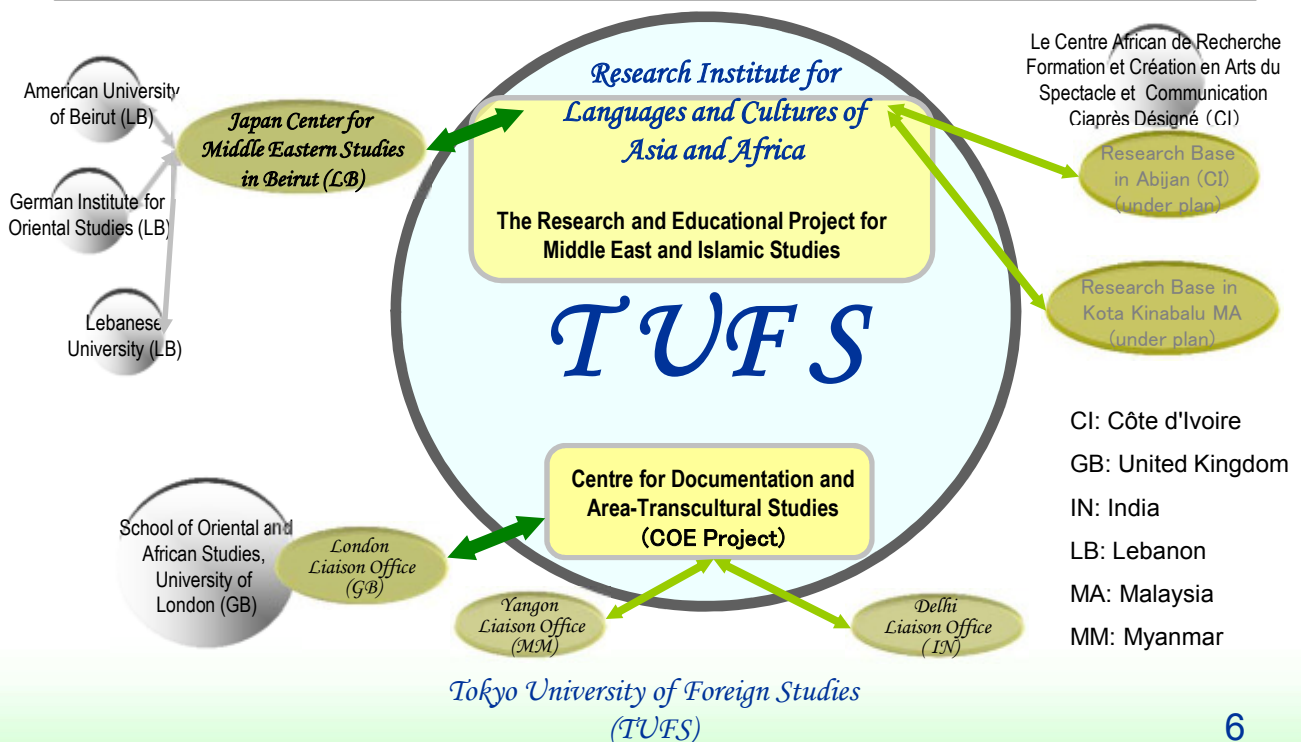 American University
of Beirut (LB)
German Institute for
Oriental Studies (LB)
Lebanese
University (LB)
Japan Center for
Middle Eastern Studies
in Beirut (LB)
Research Institute for
Languages and Cultures of
Asia and Africa
The Research and Educational Project for
Middle East and Islamic Studies
TUFS
Le Centre African de Recherche
Formation et Création en Arts du
Spectacle et Communication
Ciaprès Désigné (CI)
Research Base
in Abijan (CI)
(under plan)
Research Base in
Kota Kinabalu MA
(under plan)
School of Oriental and
African Studies,
University of
London (GB)
London
Liaison Office
(GB)
Centre for Documentation and
Area-Transcultural Studies
(COE Project)
Yangon
Liaison Office
(MM)
Delhi
Liaison Office
( IN)
CI: Côte d'Ivoire
GB: United Kingdom
IN: India
LB: Lebanon
MA: Malaysia
MM: Myanmar
Tokyo University of Foreign Studies
(TUFS)
6